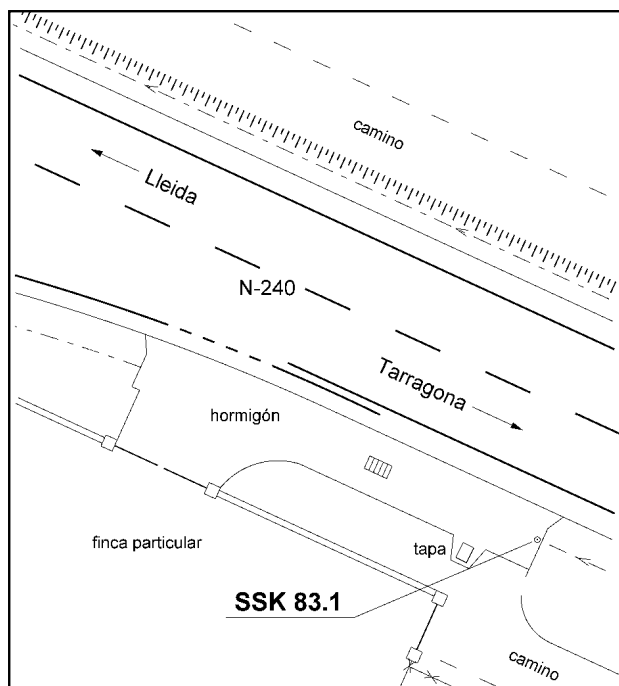 camino
Lleida
N-240
Tarragona
hormigón
finca particular
tapa
SSK 83.1
camino